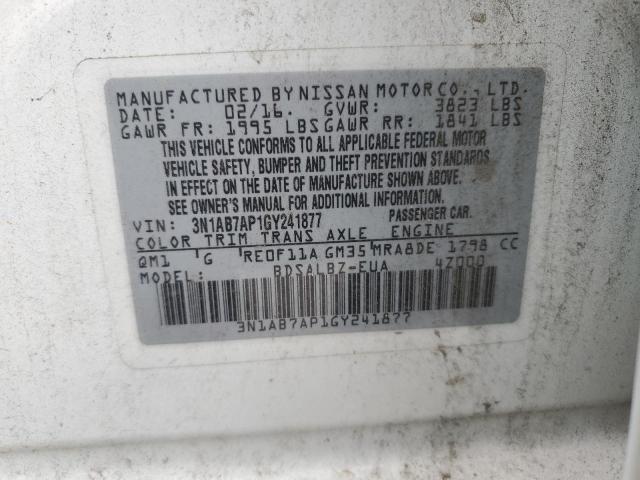 MANUFACTURED BY NISSAN MOTOR CO., LTD.
DATE: 02/16. GVWR: 3823 LBS
GAWR FR: 1995 LBS GAWR RR: 1841 LBS
THIS VEHICLE CONFORMS TO ALL APPLICABLE FEDERAL MOTOR
VEHICLE SAFETY, BUMPER AND THEFT PREVENTION STANDARDS
IN EFFECT ON THE DATE OF MANUFACTURE SHOWN ABOVE.
SEE OWNER'S MANUAL FOR ADDITIONAL INFORMATION.
VIN: 3N1AB7AP1GY241877 PASSENGER CAR.
COLOR TRIM TRANS AXLE ENGINE
QM1 G RE0F11A GM35 MRA8DE 1798 CC
MODEL: BDSALBZ-EUA 4Z000
3N1AB7AP1GY241877